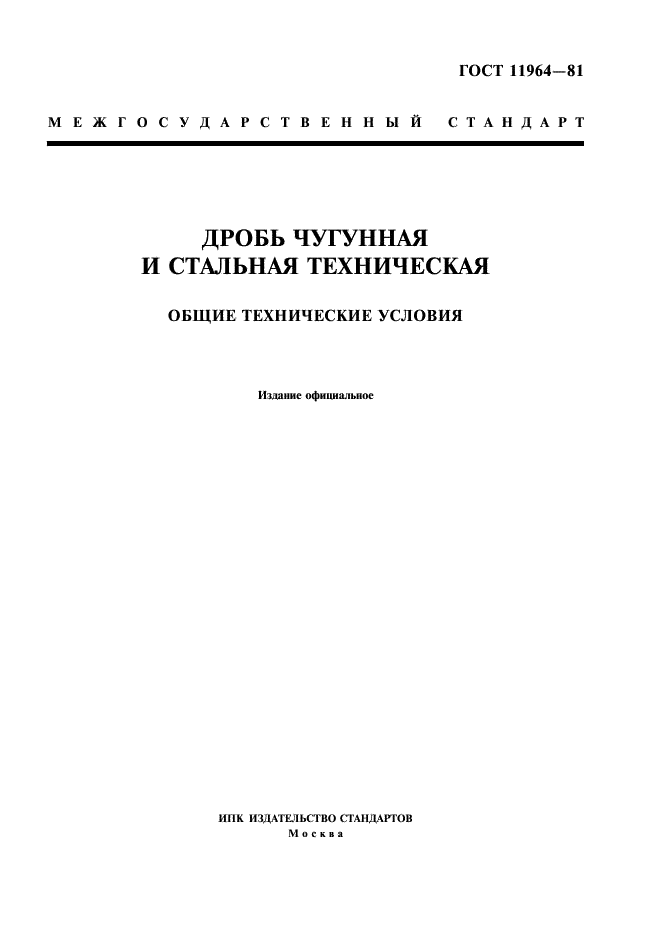 ГОСТ 11964—81
МЕЖГОСУДАРСТВЕННЫЙ СТАНДАРТ
ДРОБЬ ЧУГУННАЯ
И СТАЛЬНАЯ ТЕХНИЧЕСКАЯ
ОБЩИЕ ТЕХНИЧЕСКИЕ УСЛОВИЯ
Издание официальное
ИПК ИЗДАТЕЛЬСТВО СТАНДАРТОВ
Москва